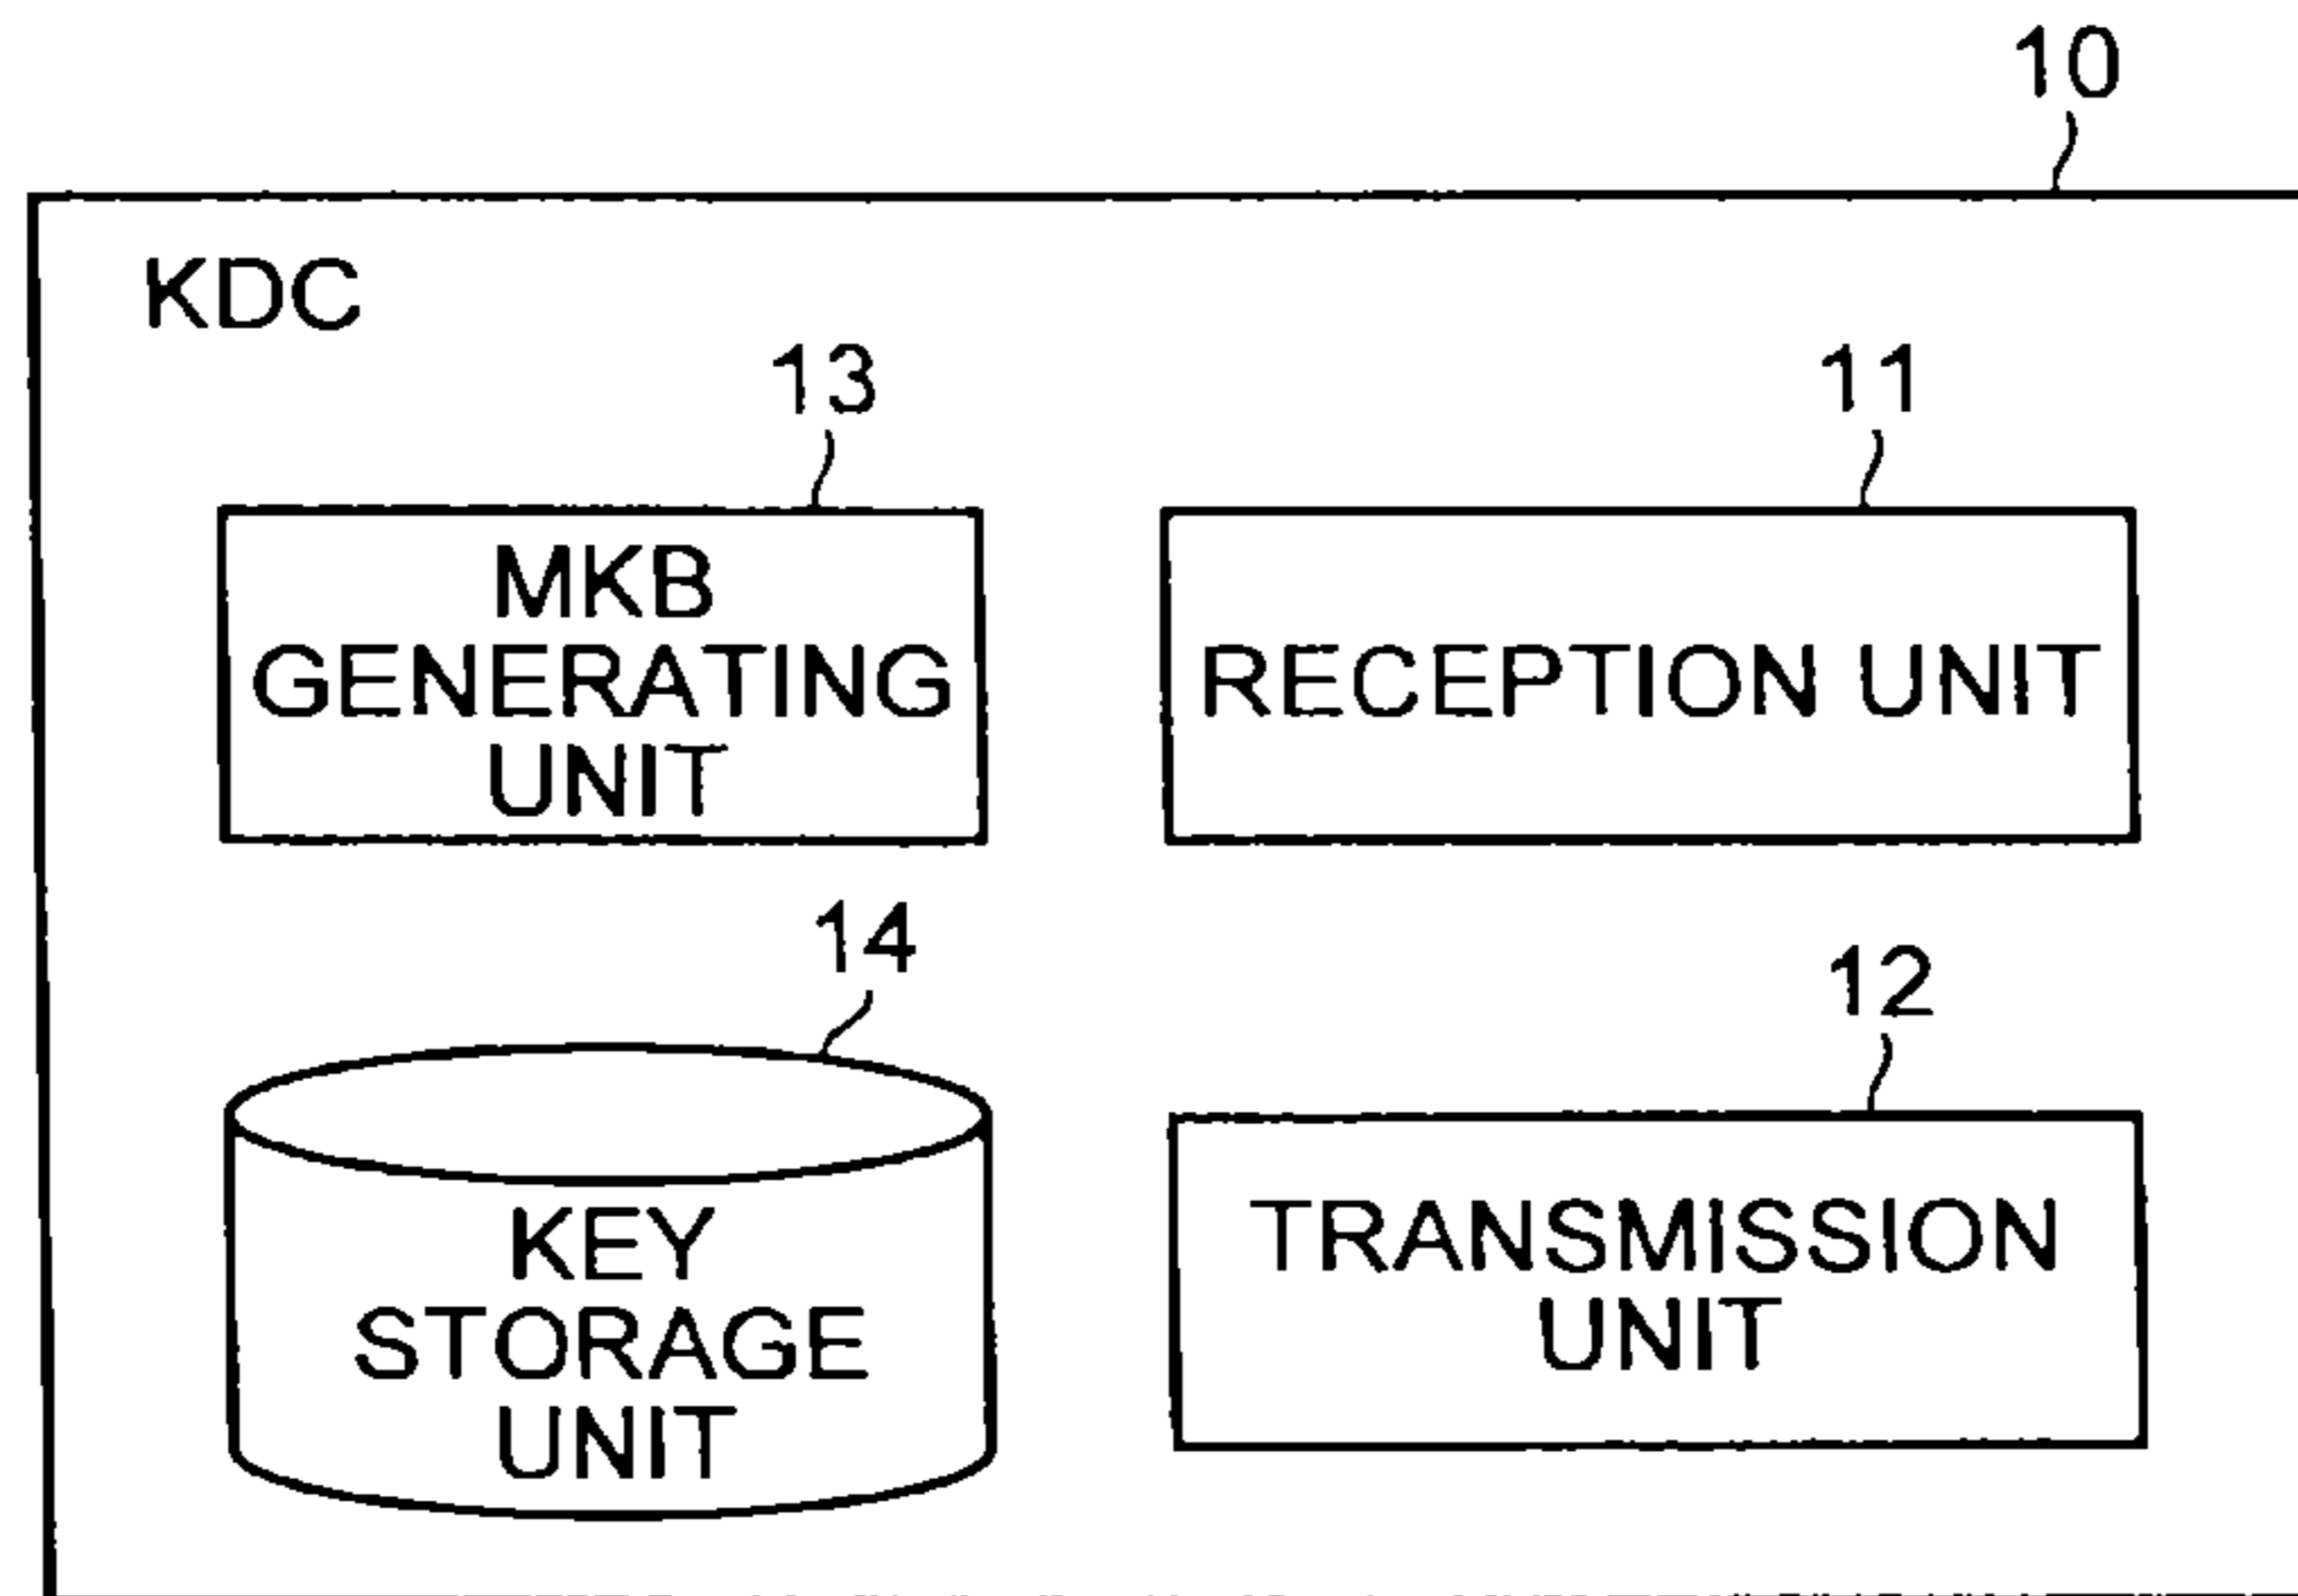 10
KDC
13
MKB
GENERATING
UNIT
11
RECEPTION UNIT
14
KEY
STORAGE
UNIT
12
TRANSMISSION
UNIT